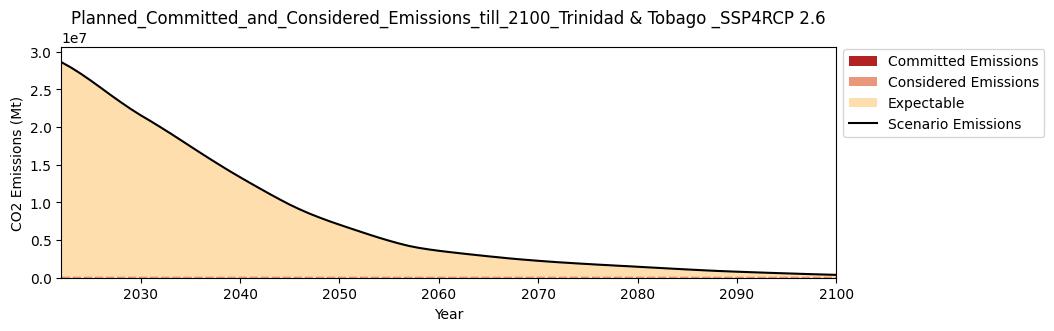 Planned_Committed_and_Considered_Emissions_till_2100_Trinidad & Tobago _SSP4RCP 2.6
1e7
3.0
2.5
2.0
1.5
1.0
0.5
0.0
CO2 Emissions (Mt)
2030 2040 2050 2060 2070 2080 2090 2100
Year
Committed Emissions
Considered Emissions
Expectable
Scenario Emissions